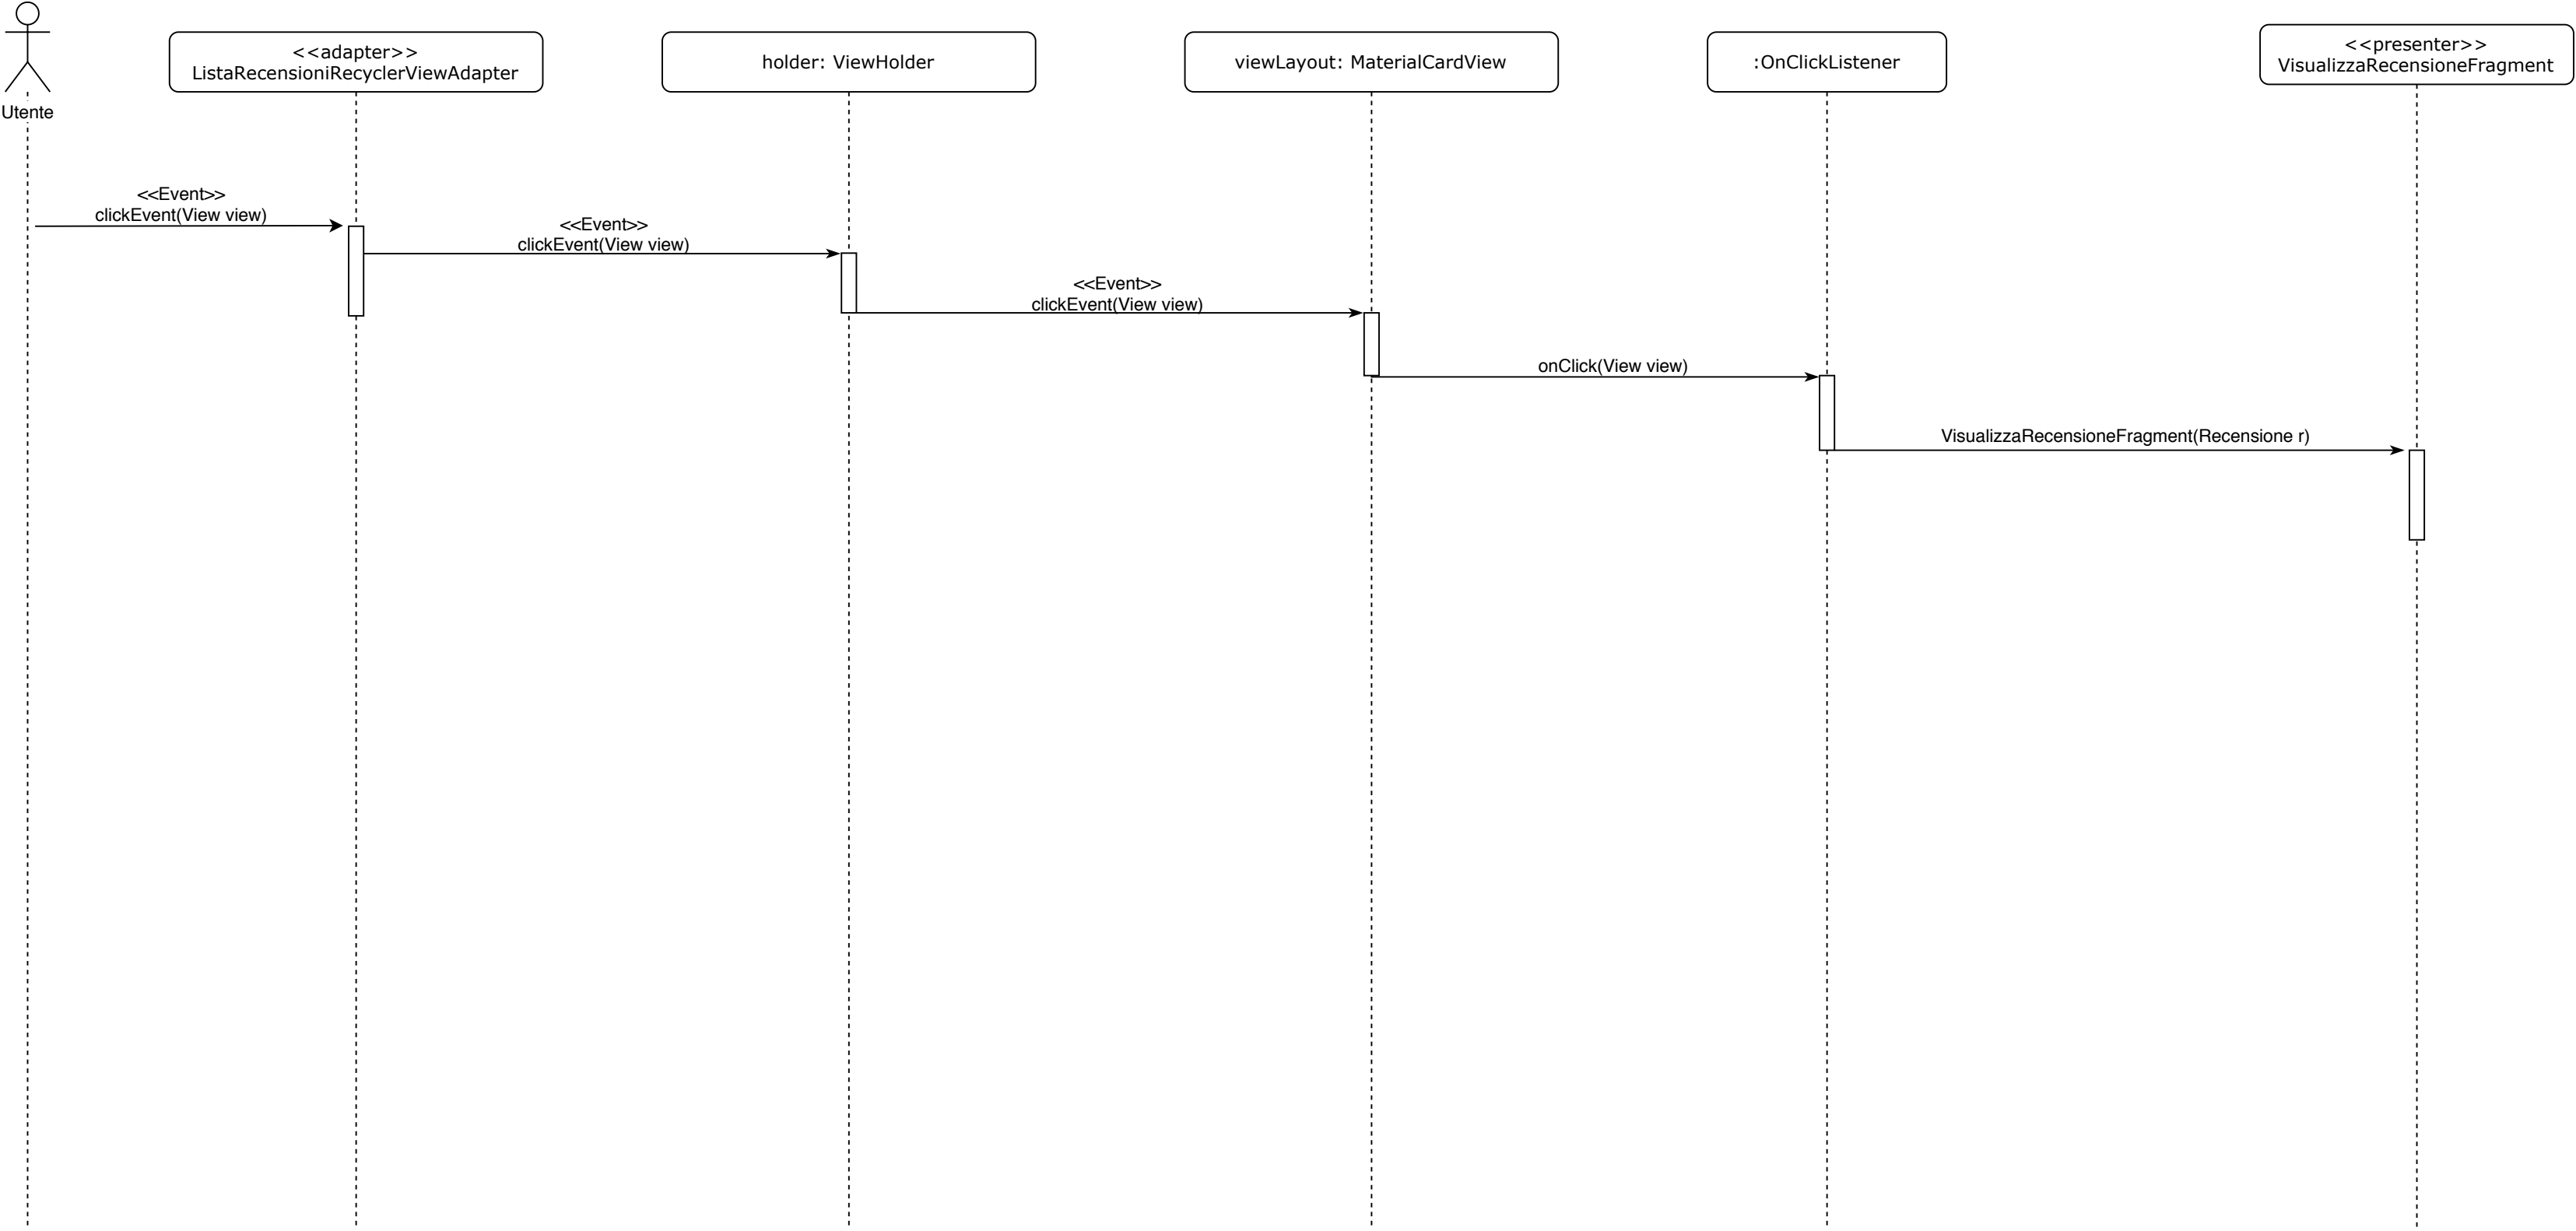 Utente
<<adapter>>
ListaRecensioniRecyclerViewAdapter
holder: ViewHolder
viewLayout: MaterialCardView
:OnClickListener
<<presenter>>
VisualizzaRecensioneFragment
<<Event>>
clickEvent(View view)
<<Event>>
clickEvent(View view)
<<Event>>
clickEvent(View view)
onClick(View view)
VisualizzaRecensioneFragment(Recensione r)